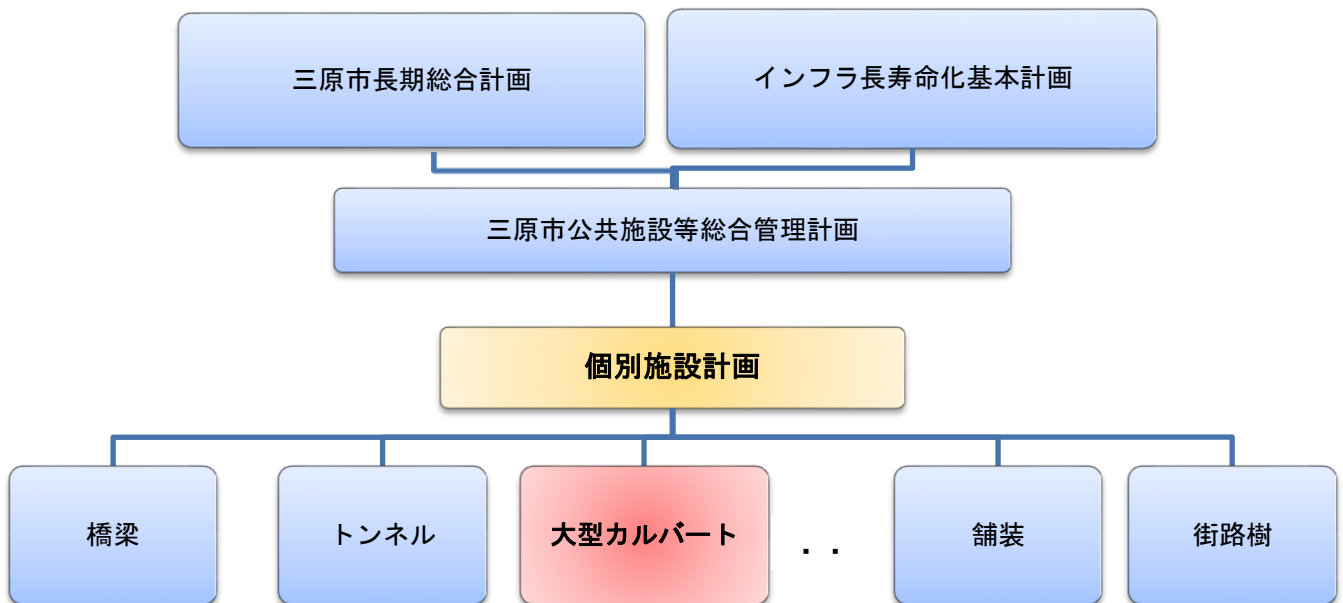 三原市長期総合計画
インフラ長寿命化基本計画
三原市公共施設等総合管理計画
個別施設計画
橋梁
トンネル
大型カルバート
．．
舗装
街路樹